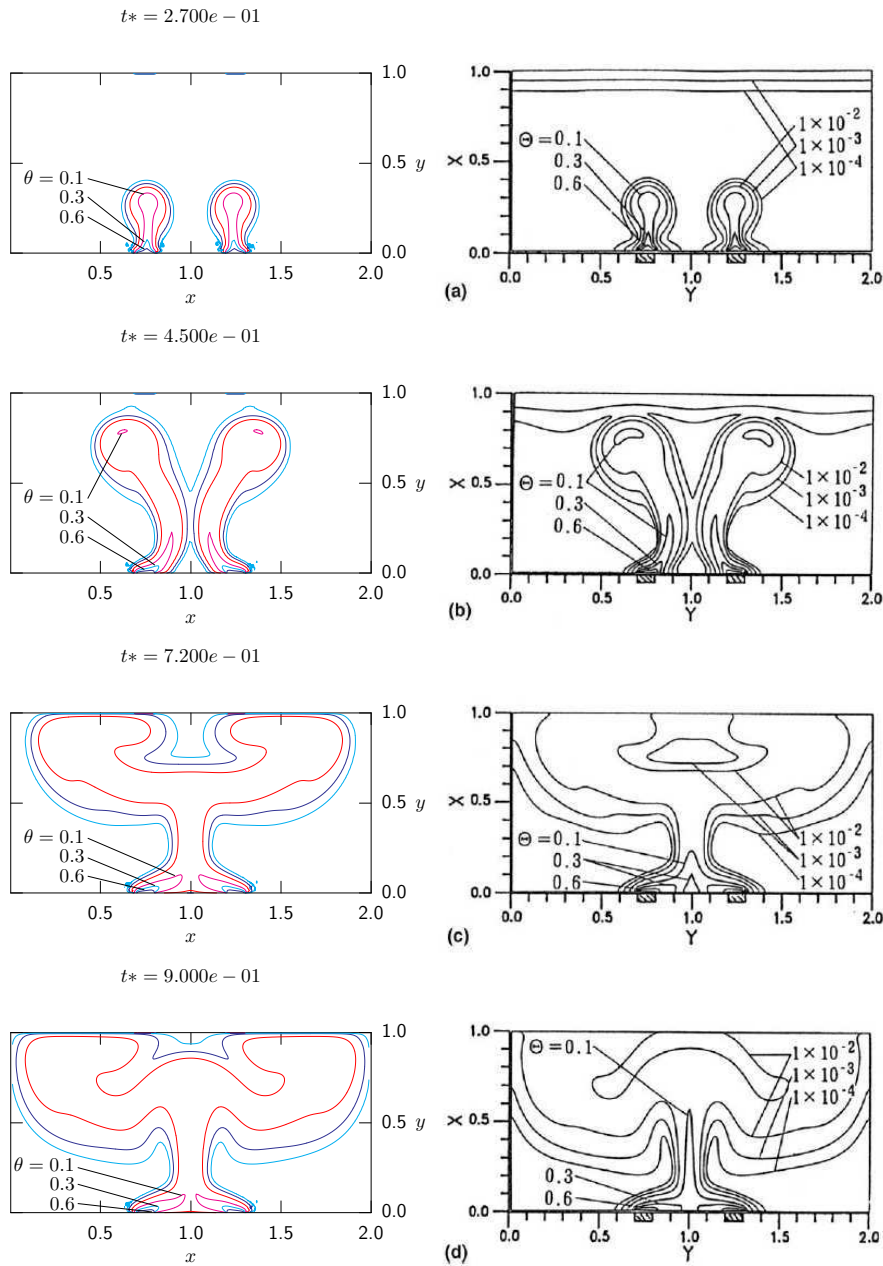 t* = 2.700e − 01
1.0
0.5 y
0.0
θ = 0.1
0.3
0.6
0.5 1.0 1.5 2.0
x
1.0
X 0.5
0.0
Θ=0.1
0.3
0.6
1×10⁻²
1×10⁻³
1×10⁻⁴
0.0 0.5 1.0 1.5 2.0
(a) Y
t* = 4.500e − 01
1.0
0.5 y
0.0
θ = 0.1
0.3
0.6
0.5 1.0 1.5 2.0
x
1.0
X 0.5
0.0
Θ=0.1
0.3
0.6
1×10⁻²
1×10⁻³
1×10⁻⁴
0.0 0.5 1.0 1.5 2.0
(b) Y
t* = 7.200e − 01
1.0
0.5 y
0.0
θ = 0.1
0.3
0.6
0.5 1.0 1.5 2.0
x
1.0
X 0.5
0.0
Θ=0.1
0.3
0.6
1×10⁻²
1×10⁻³
1×10⁻⁴
0.0 0.5 1.0 1.5 2.0
(c) Y
t* = 9.000e − 01
1.0
0.5 y
0.0
θ = 0.1
0.3
0.6
0.5 1.0 1.5 2.0
x
1.0
X 0.5
0.0
Θ=0.1
0.3
0.6
1×10⁻²
1×10⁻³
1×10⁻⁴
0.0 0.5 1.0 1.5 2.0
(d) Y